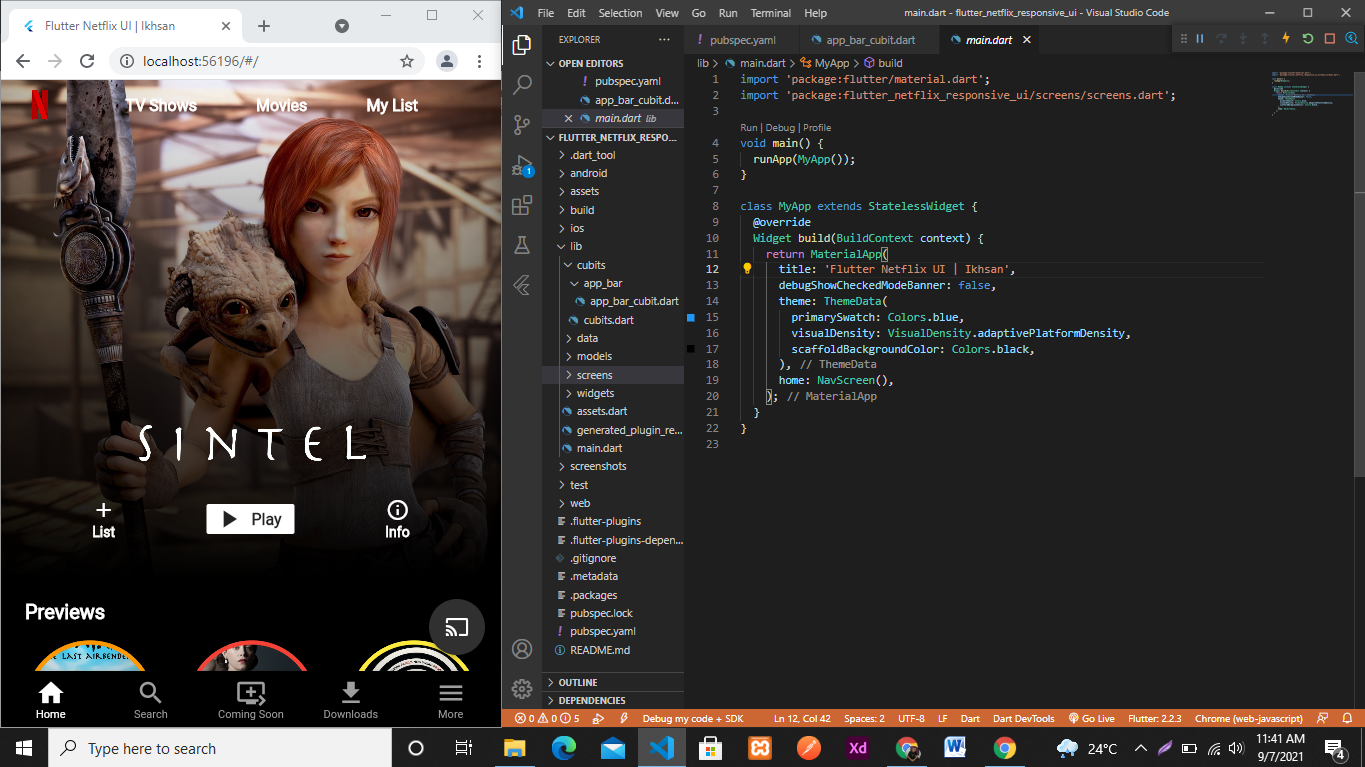 Flutter Netflix UI | Ikhsan
localhost:56196/#/
N
TV Shows
Movies
My List
SINTEL
List
Play
Info
Previews
Home
Search
Coming Soon
Downloads
More
File Edit Selection View Go Run Terminal Help
main.dart - flutter_netflix_responsive_ui - Visual Studio Code
EXPLORER
OPEN EDITORS
pubspec.yaml
app_bar_cubit.d...
main.dart lib
FLUTTER_NETFLIX_RESPO...
.dart_tool
android
assets
build
ios
lib
cubits
app_bar
app_bar_cubit.dart
cubits.dart
data
models
screens
widgets
assets.dart
generated_plugin_re...
main.dart
screenshots
test
web
.flutter-plugins
.flutter-plugins-depen...
.gitignore
.metadata
.packages
pubspec.lock
pubspec.yaml
README.md
OUTLINE
DEPENDENCIES
1
pubspec.yaml
app_bar_cubit.dart
main.dart
lib > main.dart > MyApp > build
1 import 'package:flutter/material.dart';
2 import 'package:flutter_netflix_responsive_ui/screens/screens.dart';
3
Run | Debug | Profile
4 void main() {
5 runApp(MyApp());
6 }
7
8 class MyApp extends StatelessWidget {
9 @override
10 Widget build(BuildContext context) {
11 return MaterialApp(
12 title: 'Flutter Netflix UI | Ikhsan',
13 debugShowCheckedModeBanner: false,
14 theme: ThemeData(
15 primarySwatch: Colors.blue,
16 visualDensity: VisualDensity.adaptivePlatformDensity,
17 scaffoldBackgroundColor: Colors.black,
18 ), // ThemeData
19 home: NavScreen(),
20 ); // MaterialApp
21 }
22 }
23
0 0 5 Debug my code + SDK Ln 12, Col 42 Spaces: 2 UTF-8 LF Dart Dart DevTools Go Live Flutter: 2.2.3 Chrome (web-javascript)
Type here to search
Xd
24°C
11:41 AM
9/7/2021
4